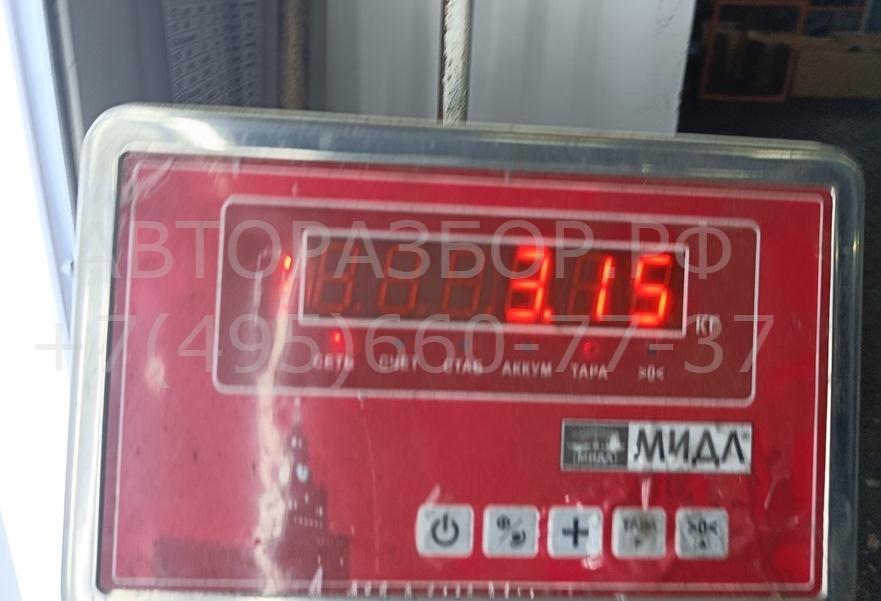 АВТОРАЗБОР.РФ
3.15
КГ
+7(495)660-77-37
СЕТЬ СЧЕТ СТАБ АККУМ ТАРА >0<
МИДЛ МИДЛ®
ТАРА >0<